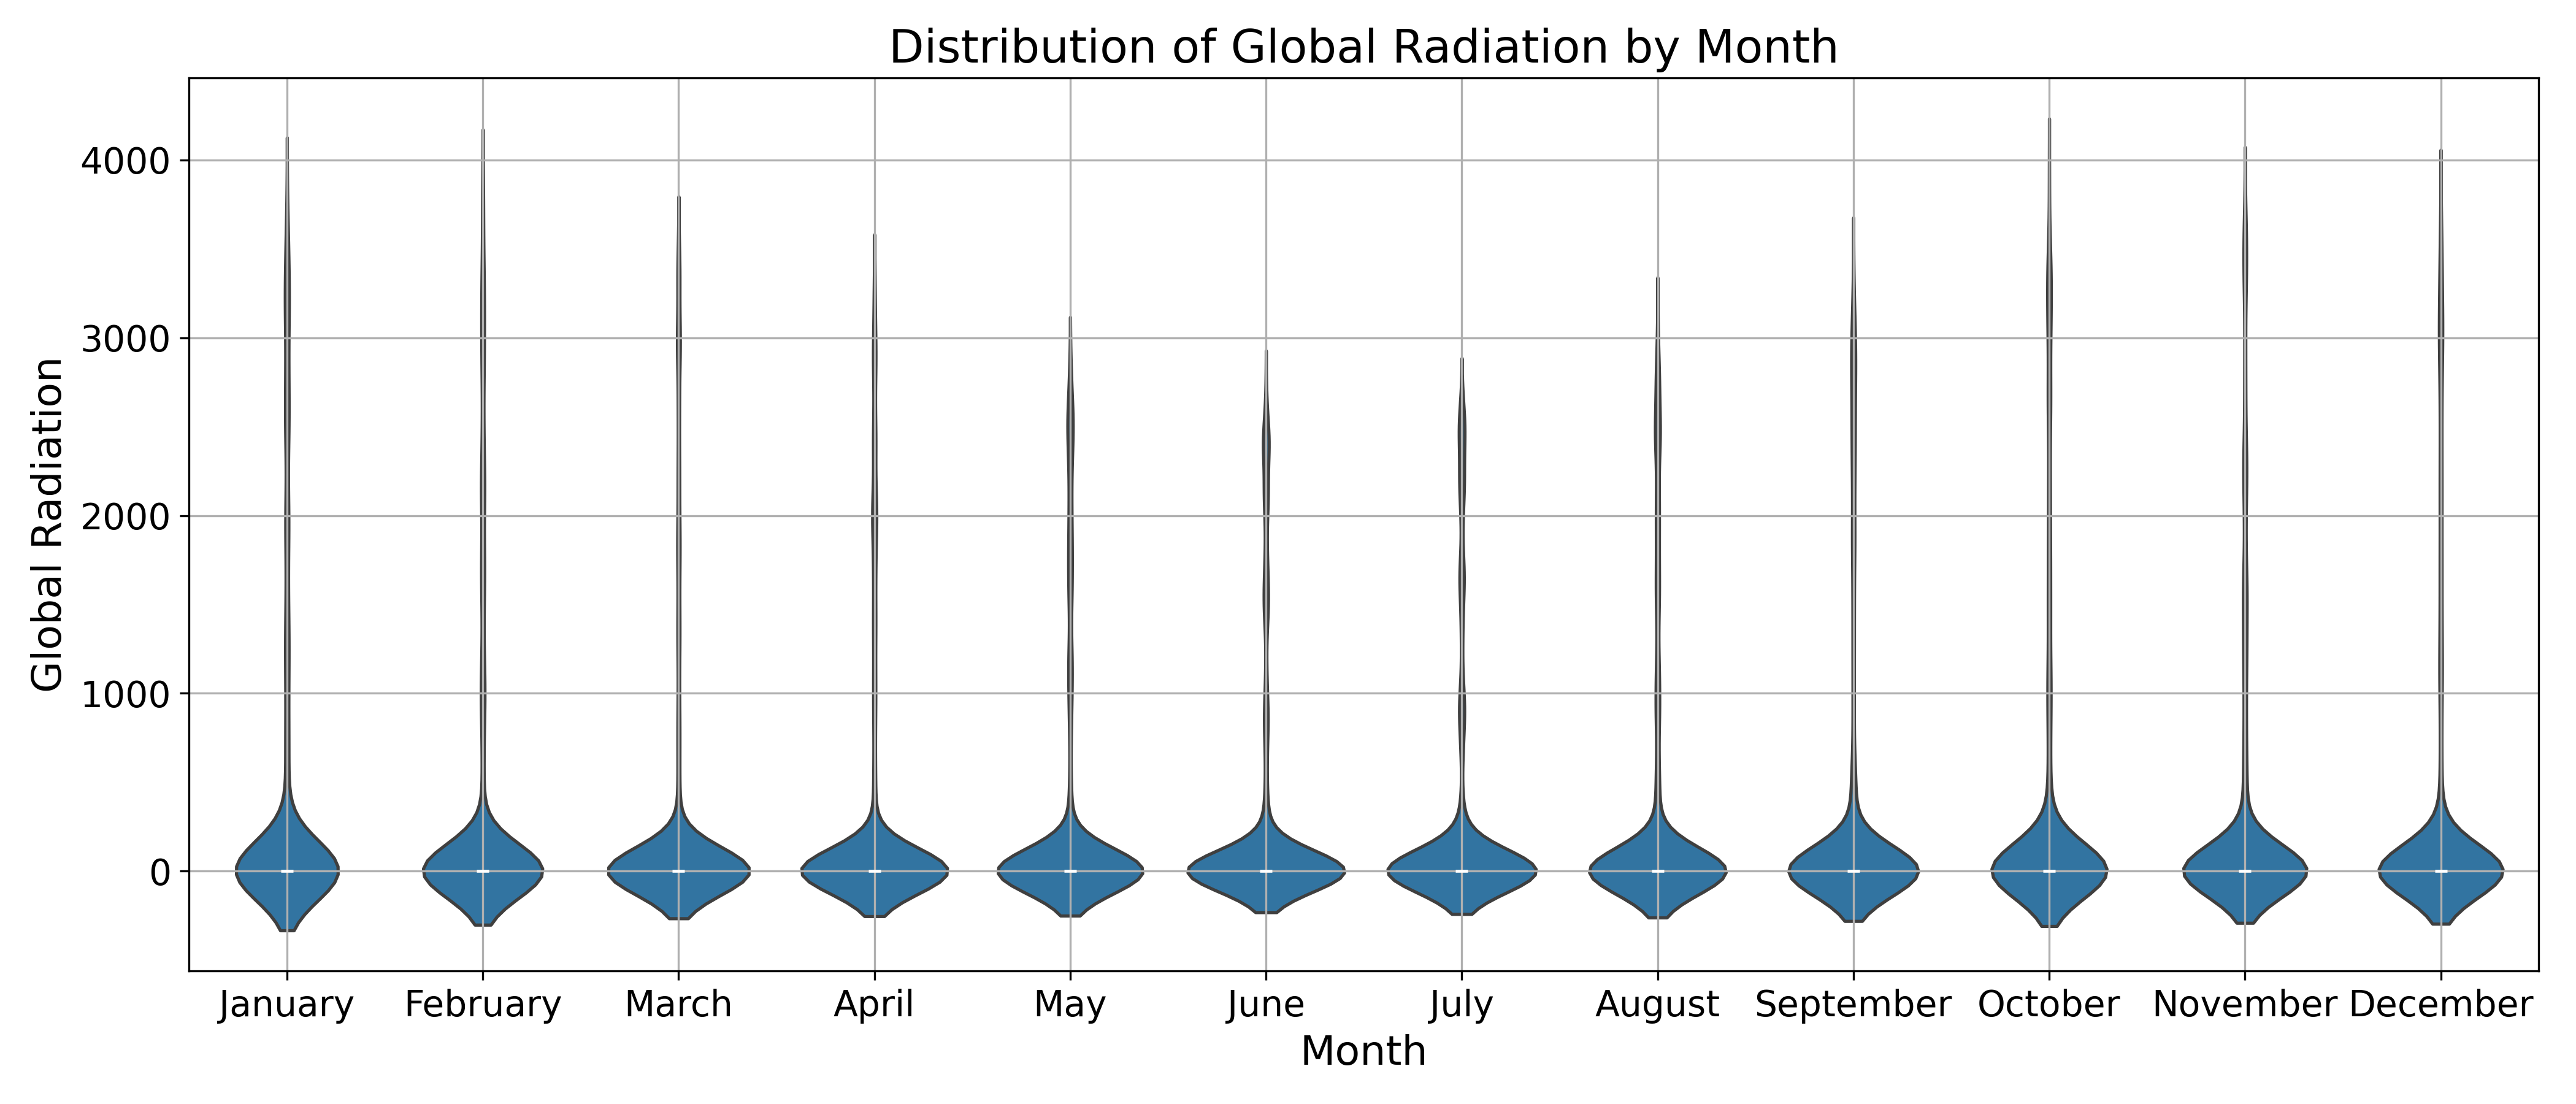 Distribution of Global Radiation by Month
Global Radiation
4000
3000
2000
1000
0
January February March April May June July August September October November December
Month